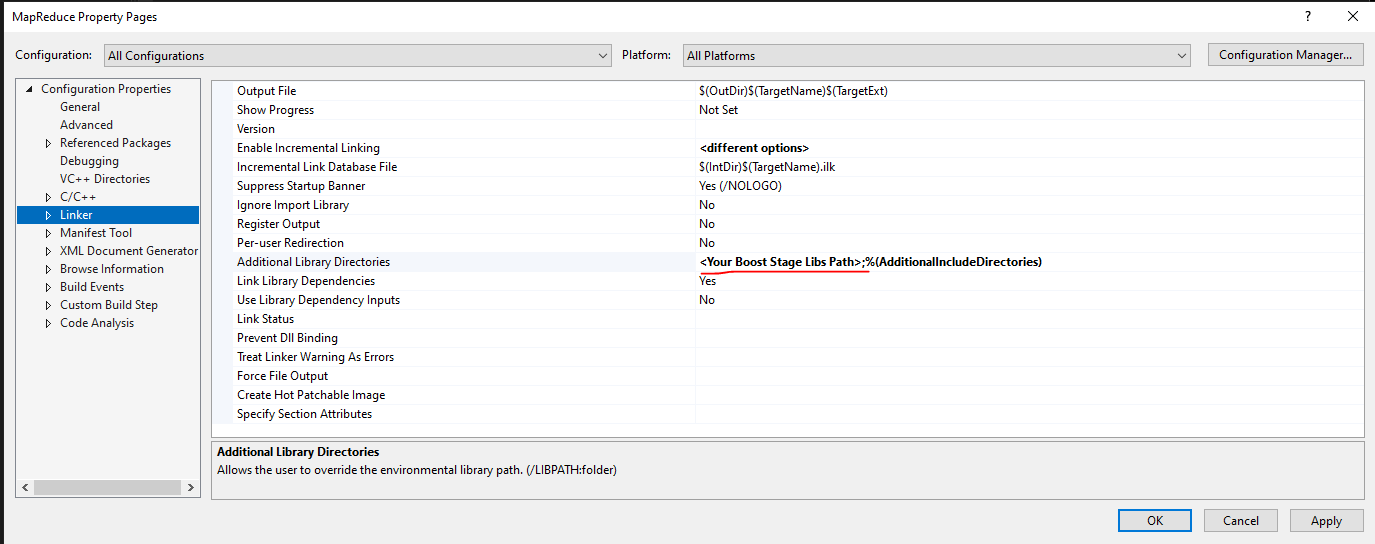 MapReduce Property Pages
? ×
Configuration: All Configurations Platform: All Platforms Configuration Manager...
Configuration Properties
General
Advanced
Referenced Packages
Debugging
VC++ Directories
C/C++
Linker
Manifest Tool
XML Document Generator
Browse Information
Build Events
Custom Build Step
Code Analysis
Output File $(OutDir)$(TargetName)$(TargetExt)
Show Progress Not Set
Version
Enable Incremental Linking <different options>
Incremental Link Database File $(IntDir)$(TargetName).ilk
Suppress Startup Banner Yes (/NOLOGO)
Ignore Import Library No
Register Output No
Per-user Redirection No
Additional Library Directories <Your Boost Stage Libs Path>;%(AdditionalIncludeDirectories)
Link Library Dependencies Yes
Use Library Dependency Inputs No
Link Status
Prevent Dll Binding
Treat Linker Warning As Errors
Force File Output
Create Hot Patchable Image
Specify Section Attributes
Additional Library Directories
Allows the user to override the environmental library path. (/LIBPATH:folder)
OK Cancel Apply